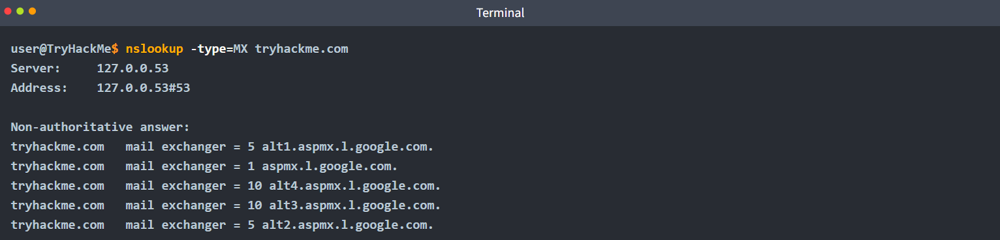 Terminal
user@TryHackMe$ nslookup -type=MX tryhackme.com
Server: 127.0.0.53
Address: 127.0.0.53#53
Non-authoritative answer:
tryhackme.com mail exchanger = 5 alt1.aspmx.l.google.com.
tryhackme.com mail exchanger = 1 aspmx.l.google.com.
tryhackme.com mail exchanger = 10 alt4.aspmx.l.google.com.
tryhackme.com mail exchanger = 10 alt3.aspmx.l.google.com.
tryhackme.com mail exchanger = 5 alt2.aspmx.l.google.com.